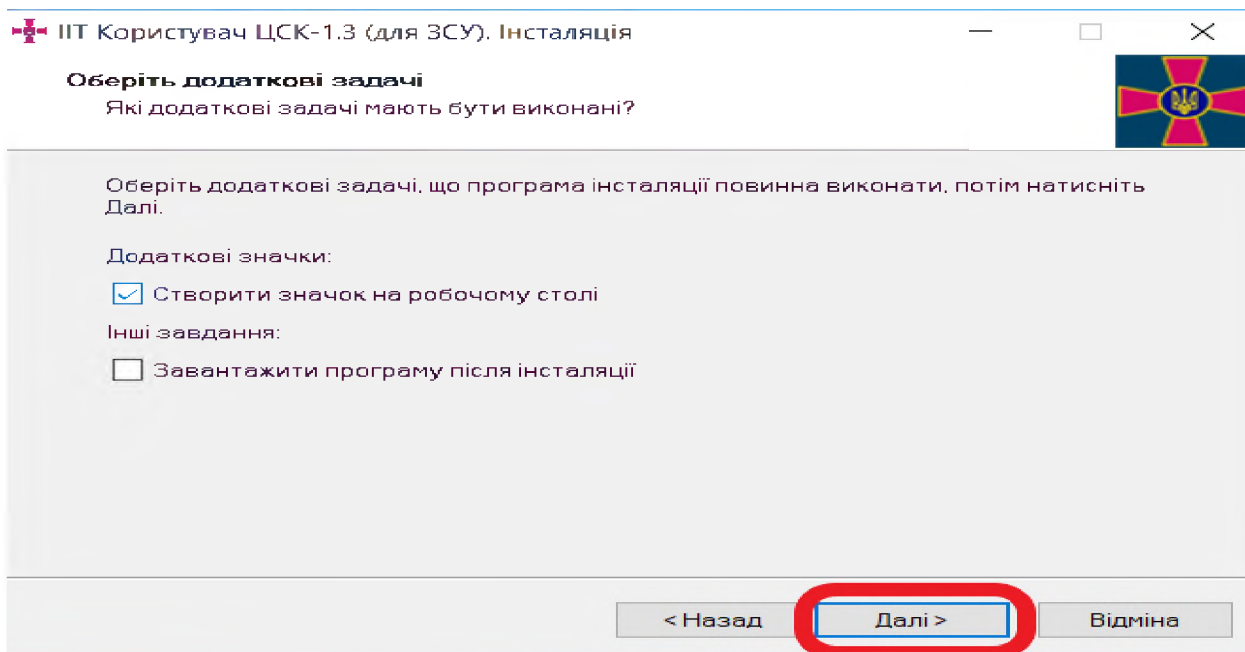 ІІТ Користувач ЦСК-1.3 (для ЗСУ). Інсталяція
Оберіть додаткові задачі
Які додаткові задачі мають бути виконані?
Оберіть додаткові задачі, що програма інсталяції повинна виконати, потім натисніть
Далі.
Додаткові значки:
Створити значок на робочому столі
Інші завдання:
Завантажити програму після інсталяції
< Назад
Далі >
Відміна